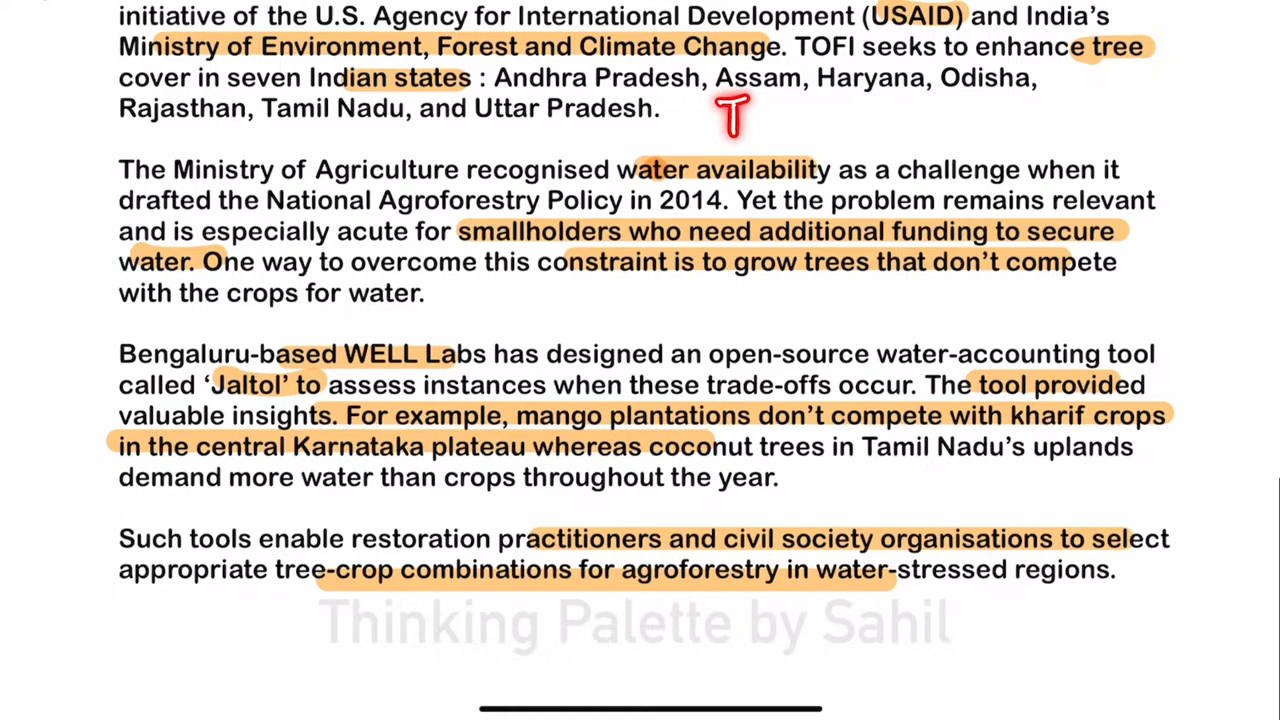 initiative of the U.S. Agency for International Development (USAID) and India's
Ministry of Environment, Forest and Climate Change. TOFI seeks to enhance tree
cover in seven Indian states : Andhra Pradesh, Assam, Haryana, Odisha,
Rajasthan, Tamil Nadu, and Uttar Pradesh.
T
The Ministry of Agriculture recognised water availability as a challenge when it
drafted the National Agroforestry Policy in 2014. Yet the problem remains relevant
and is especially acute for smallholders who need additional funding to secure
water. One way to overcome this constraint is to grow trees that don't compete
with the crops for water.
Bengaluru-based WELL Labs has designed an open-source water-accounting tool
called ‘Jaltol’ to assess instances when these trade-offs occur. The tool provided
valuable insights. For example, mango plantations don't compete with kharif crops
in the central Karnataka plateau whereas coconut trees in Tamil Nadu's uplands
demand more water than crops throughout the year.
Such tools enable restoration practitioners and civil society organisations to select
appropriate tree-crop combinations for agroforestry in water-stressed regions.
Thinking Palette by Sahil